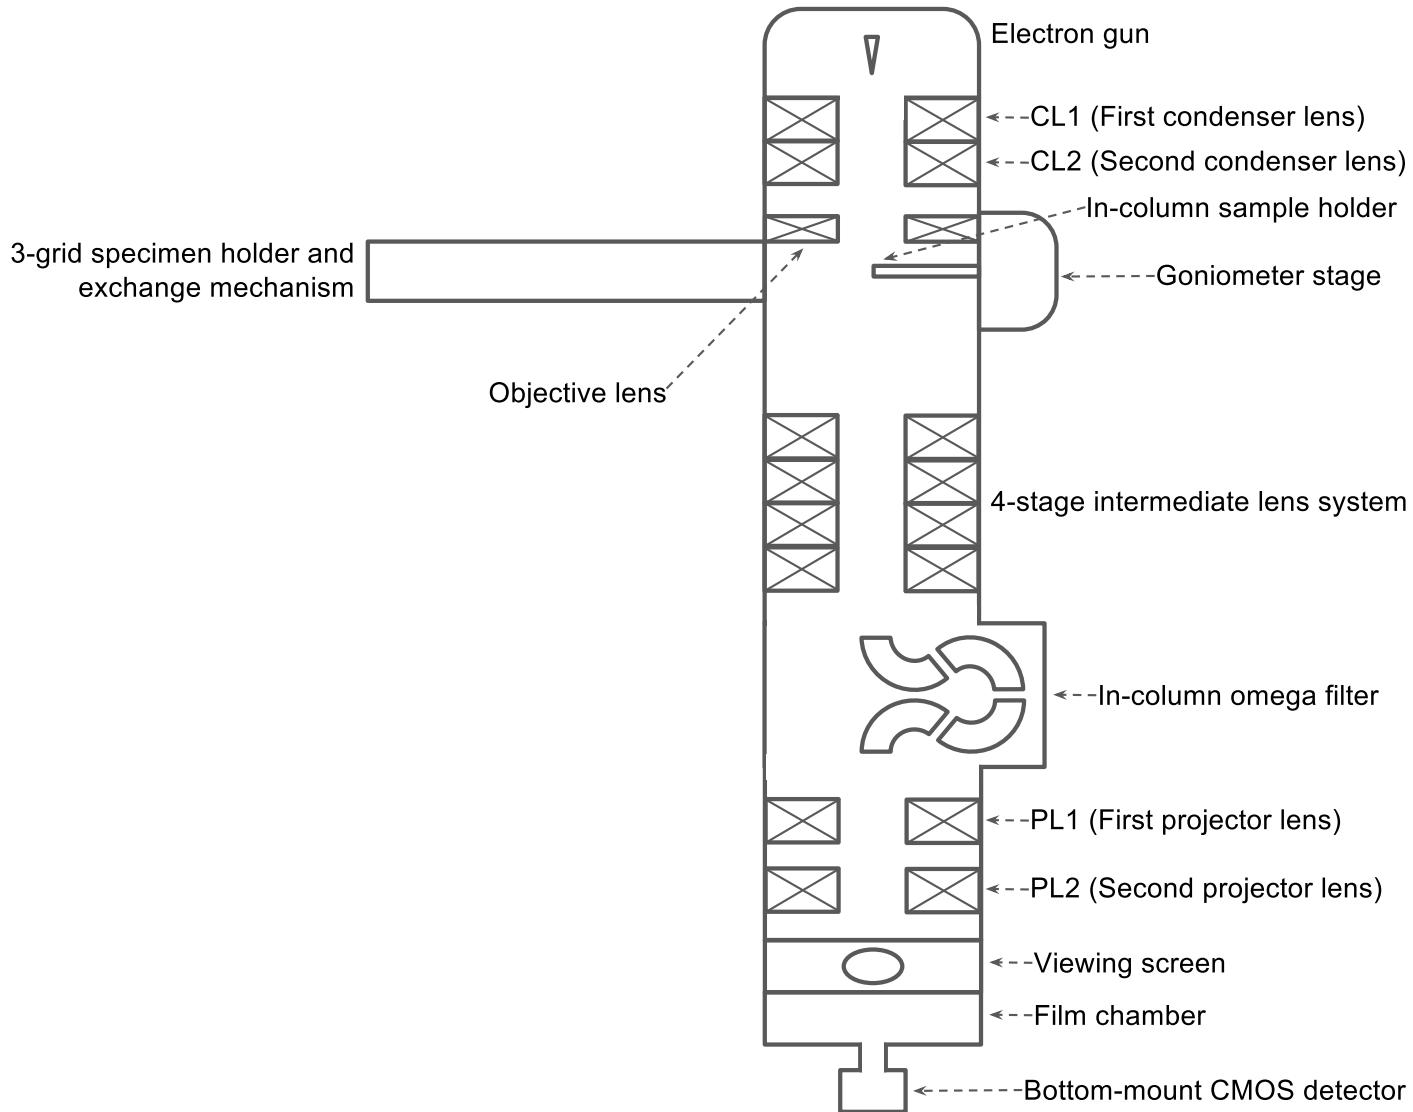 Electron gun
CL1 (First condenser lens)
CL2 (Second condenser lens)
In-column sample holder
3-grid specimen holder and
exchange mechanism
Goniometer stage
Objective lens
4-stage intermediate lens system
In-column omega filter
PL1 (First projector lens)
PL2 (Second projector lens)
Viewing screen
Film chamber
Bottom-mount CMOS detector